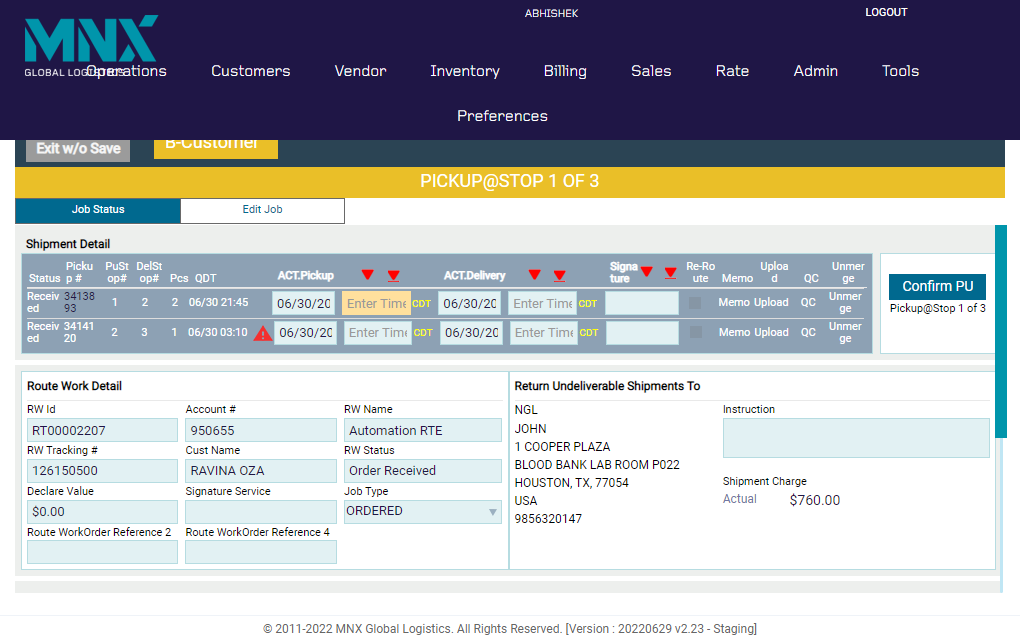 ABHISHEK
LOGOUT
MNX
GLOBAL LOGISTICS
Operations Customers Vendor Inventory Billing Sales Rate Admin Tools
Preferences
Exit w/o Save B-Customer
PICKUP@STOP 1 OF 3
Job Status Edit Job
Shipment Detail
Status Pickup # PuStop# DelStop# Pcs QDT ACT.Pickup ACT.Delivery Signature Re-Route Memo Upload QC Unmerge
Received 3413893 1 2 2 06/30 21:45 06/30/20 Enter Time CDT 06/30/20 Enter Time CDT Memo Upload QC Unmerge
Received 3414120 2 3 1 06/30 03:10 06/30/20 Enter Time CDT 06/30/20 Enter Time CDT Memo Upload QC Unmerge
Confirm PU
Pickup@Stop 1 of 3
Route Work Detail
RW Id Account # RW Name
RT00002207 950655 Automation RTE
RW Tracking # Cust Name RW Status
126150500 RAVINA OZA Order Received
Declare Value Signature Service Job Type
$0.00 ORDERED
Route WorkOrder Reference 2 Route WorkOrder Reference 4
Return Undeliverable Shipments To
NGL
JOHN
1 COOPER PLAZA
BLOOD BANK LAB ROOM P022
HOUSTON, TX, 77054
USA
9856320147
Instruction
Shipment Charge
Actual $760.00
© 2011-2022 MNX Global Logistics. All Rights Reserved. [Version : 20220629 v2.23 - Staging]